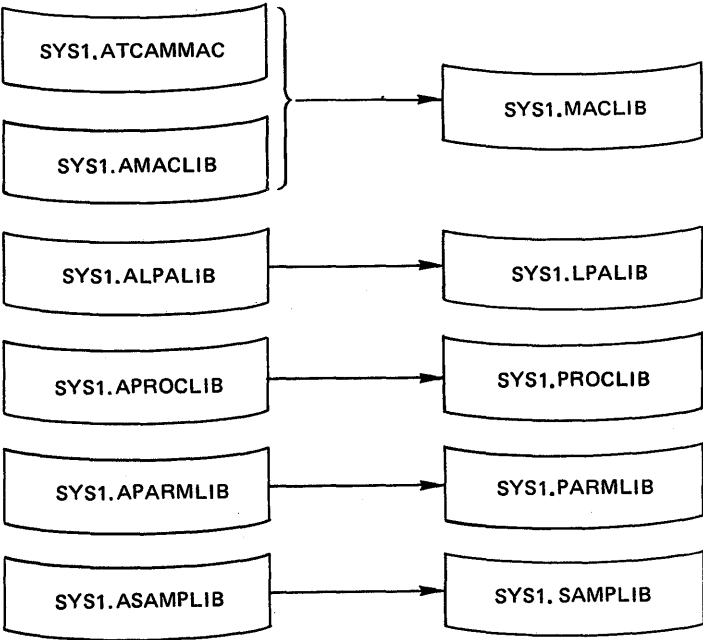 SYS1.ATCAMMAC
SYS1.AMACLIB
SYS1.MACLIB
SYS1.ALPALIB
SYS1.LPALIB
SYS1.APROCLIB
SYS1.PROCLIB
SYS1.APARMLIB
SYS1.PARMLIB
SYS1.ASAMPLIB
SYS1. SAMPLIB